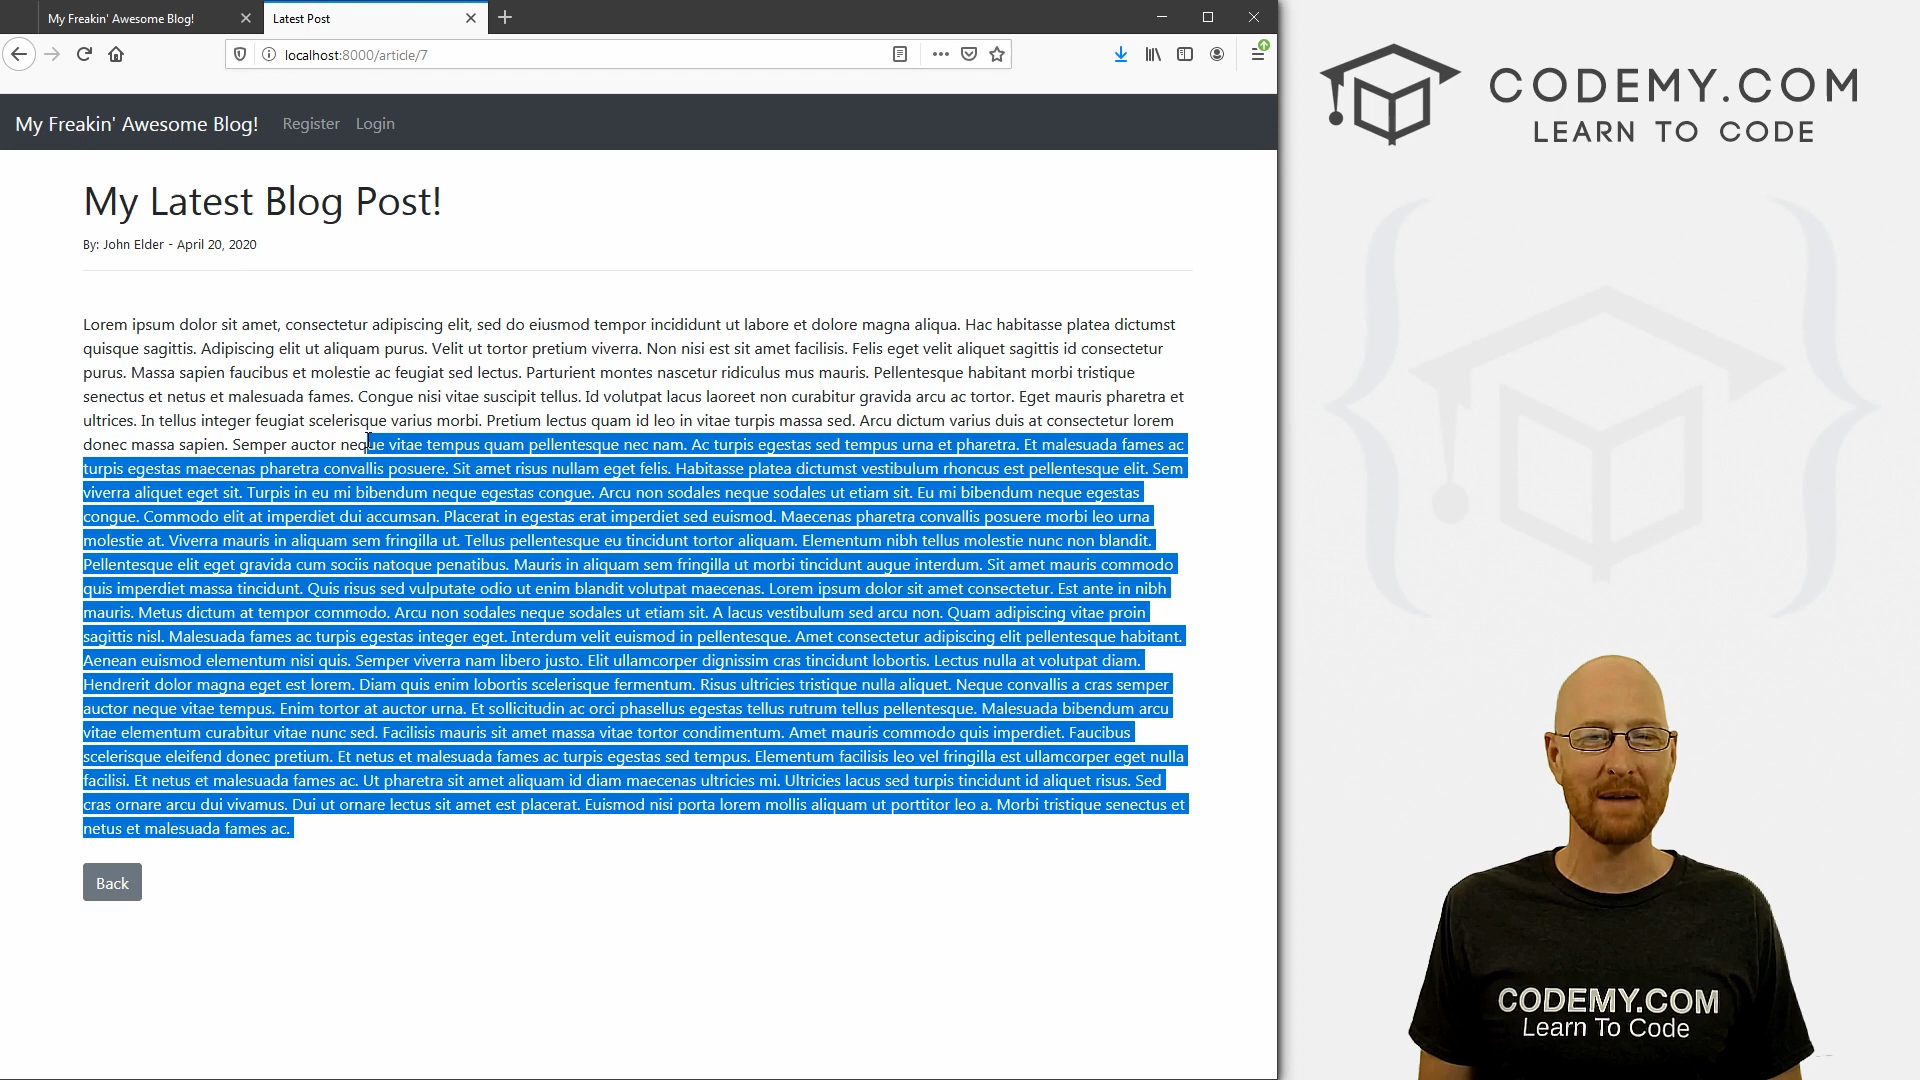 My Freakin' Awesome Blog!
Latest Post
localhost:8000/article/7
My Freakin' Awesome Blog! Register Login
My Latest Blog Post!
By: John Elder - April 20, 2020
Lorem ipsum dolor sit amet, consectetur adipiscing elit, sed do eiusmod tempor incididunt ut labore et dolore magna aliqua. Hac habitasse platea dictumst
quisque sagittis. Adipiscing elit ut aliquam purus. Velit ut tortor pretium viverra. Non nisi est sit amet facilisis. Felis eget velit aliquet sagittis id consectetur
purus. Massa sapien faucibus et molestie ac feugiat sed lectus. Parturient montes nascetur ridiculus mus mauris. Pellentesque habitant morbi tristique
senectus et netus et malesuada fames. Congue nisi vitae suscipit tellus. Id volutpat lacus laoreet non curabitur gravida arcu ac tortor. Eget mauris pharetra et
ultrices. In tellus integer feugiat scelerisque varius morbi. Pretium lectus quam id leo in vitae turpis massa sed. Arcu dictum varius duis at consectetur lorem
donec massa sapien. Semper auctor neque vitae tempus quam pellentesque nec nam. Ac turpis egestas sed tempus urna et pharetra. Et malesuada fames ac
turpis egestas maecenas pharetra convallis posuere. Sit amet risus nullam eget felis. Habitasse platea dictumst vestibulum rhoncus est pellentesque elit. Sem
viverra aliquet eget sit. Turpis in eu mi bibendum neque egestas congue. Arcu non sodales neque sodales ut etiam sit. Eu mi bibendum neque egestas
congue. Commodo elit at imperdiet dui accumsan. Placerat in egestas erat imperdiet sed euismod. Maecenas pharetra convallis posuere morbi leo urna
molestie at. Viverra mauris in aliquam sem fringilla ut. Tellus pellentesque eu tincidunt tortor aliquam. Elementum nibh tellus molestie nunc non blandit.
Pellentesque elit eget gravida cum sociis natoque penatibus. Mauris in aliquam sem fringilla ut morbi tincidunt augue interdum. Sit amet mauris commodo
quis imperdiet massa tincidunt. Quis risus sed vulputate odio ut enim blandit volutpat maecenas. Lorem ipsum dolor sit amet consectetur. Est ante in nibh
mauris. Metus dictum at tempor commodo. Arcu non sodales neque sodales ut etiam sit. A lacus vestibulum sed arcu non. Quam adipiscing vitae proin
sagittis nisl. Malesuada fames ac turpis egestas integer eget. Interdum velit euismod in pellentesque. Amet consectetur adipiscing elit pellentesque habitant.
Aenean euismod elementum nisi quis. Semper viverra nam libero justo. Elit ullamcorper dignissim cras tincidunt lobortis. Lectus nulla at volutpat diam.
Hendrerit dolor magna eget est lorem. Diam quis enim lobortis scelerisque fermentum. Risus ultricies tristique nulla aliquet. Neque convallis a cras semper
auctor neque vitae tempus. Enim tortor at auctor urna. Et sollicitudin ac orci phasellus egestas tellus rutrum tellus pellentesque. Malesuada bibendum arcu
vitae elementum curabitur vitae nunc sed. Facilisis mauris sit amet massa vitae tortor condimentum. Amet mauris commodo quis imperdiet. Faucibus
scelerisque eleifend donec pretium. Et netus et malesuada fames ac turpis egestas sed tempus. Elementum facilisis leo vel fringilla est ullamcorper eget nulla
facilisi. Et netus et malesuada fames ac. Ut pharetra sit amet aliquam id diam maecenas ultricies mi. Ultricies lacus sed turpis tincidunt id aliquet risus. Sed
cras ornare arcu dui vivamus. Dui ut ornare lectus sit amet est placerat. Euismod nisi porta lorem mollis aliquam ut porttitor leo a. Morbi tristique senectus et
netus et malesuada fames ac.
Back
CODEMY.COM
LEARN TO CODE
CODEMY.COM
Learn To Code